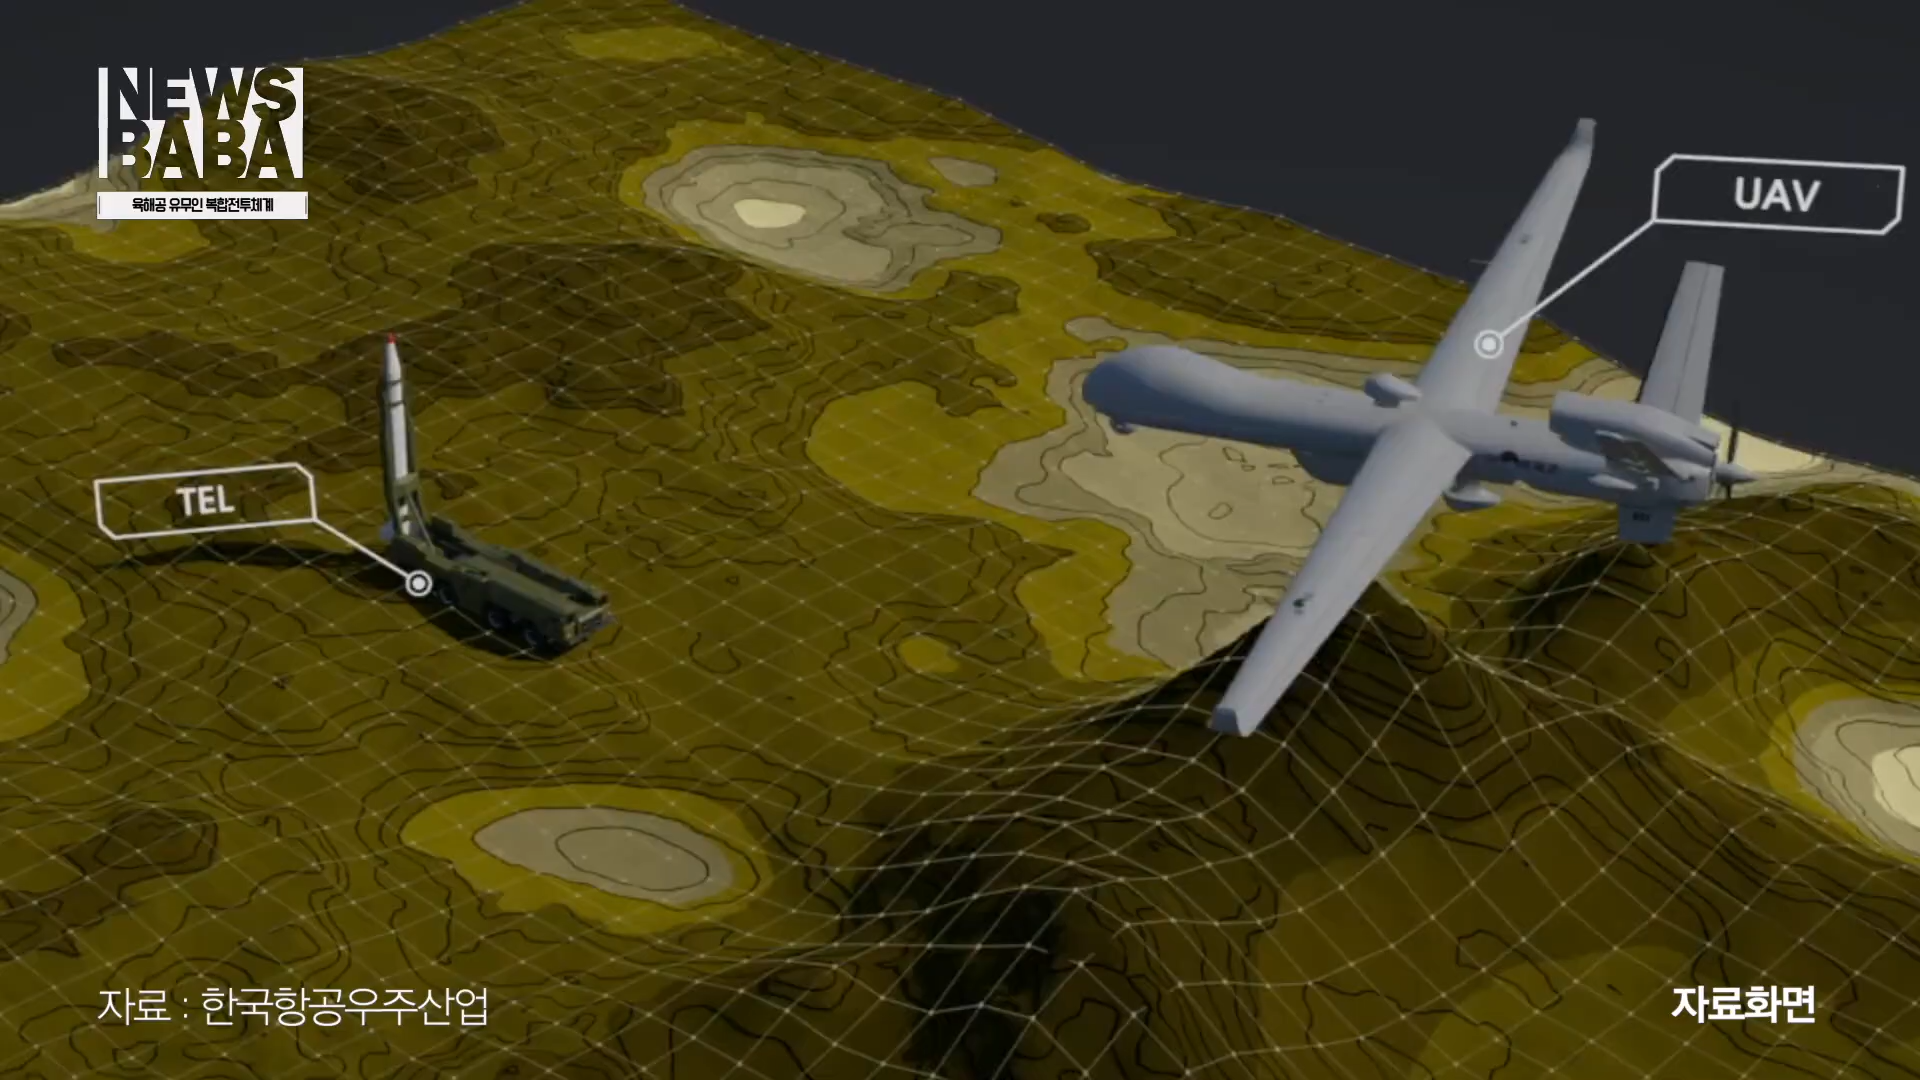 NEWS
BABA
육해공 유무인 복합전투체계
UAV
TEL
자료 : 한국항공우주산업
자료화면